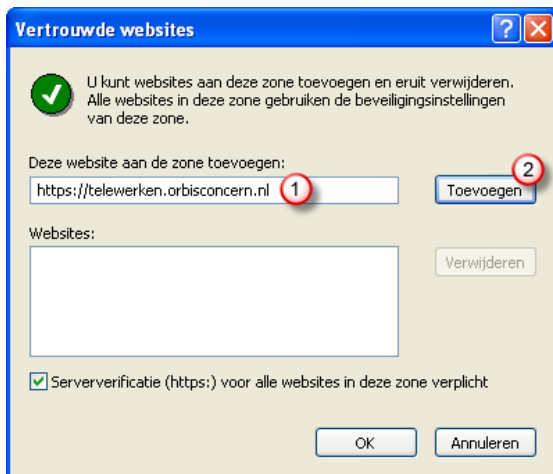 Vertrouwde websites
U kunt websites aan deze zone toevoegen en eruit verwijderen.
Alle websites in deze zone gebruiken de beveiligingsinstellingen
van deze zone.
Deze website aan de zone toevoegen:
https://telewerken.orbisconcern.nl
1
Toevoegen
2
Websites:
Verwijderen
Serververificatie (https:) voor alle websites in deze zone verplicht
OK
Annuleren